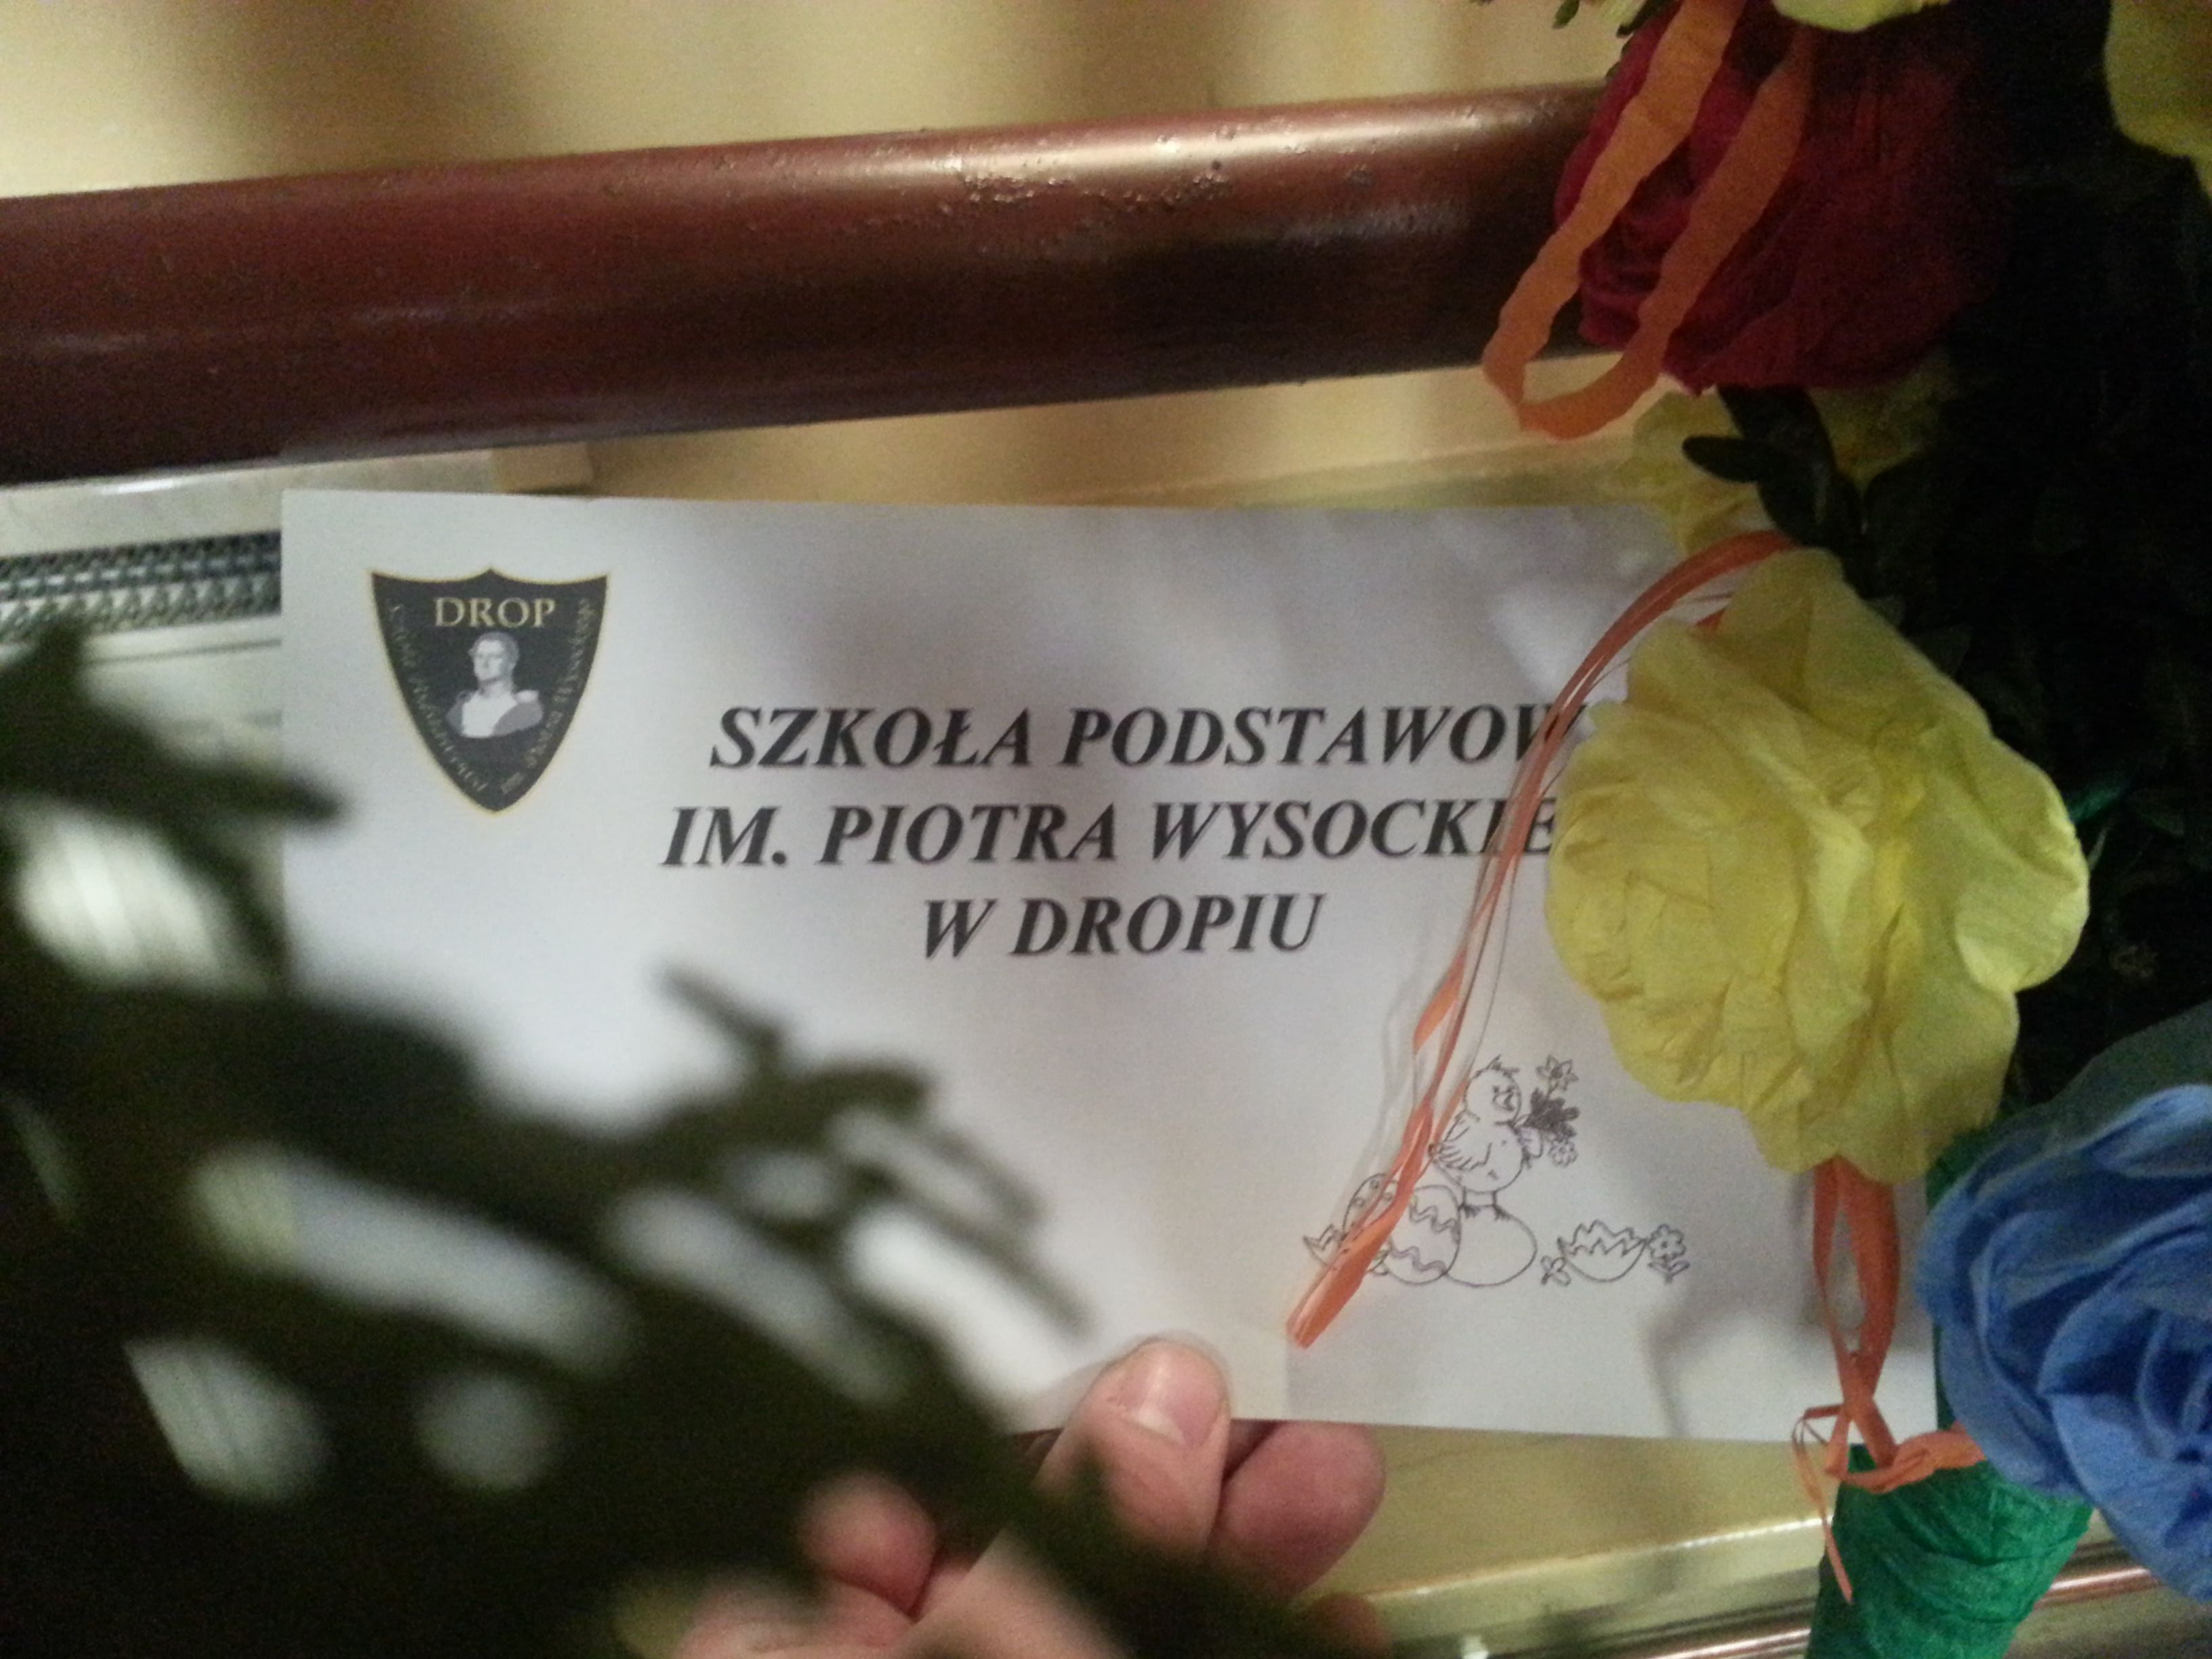 DROP
SZKOŁA PODSTAWOW
IM. PIOTRA WYSOCKIE
W DROPIU